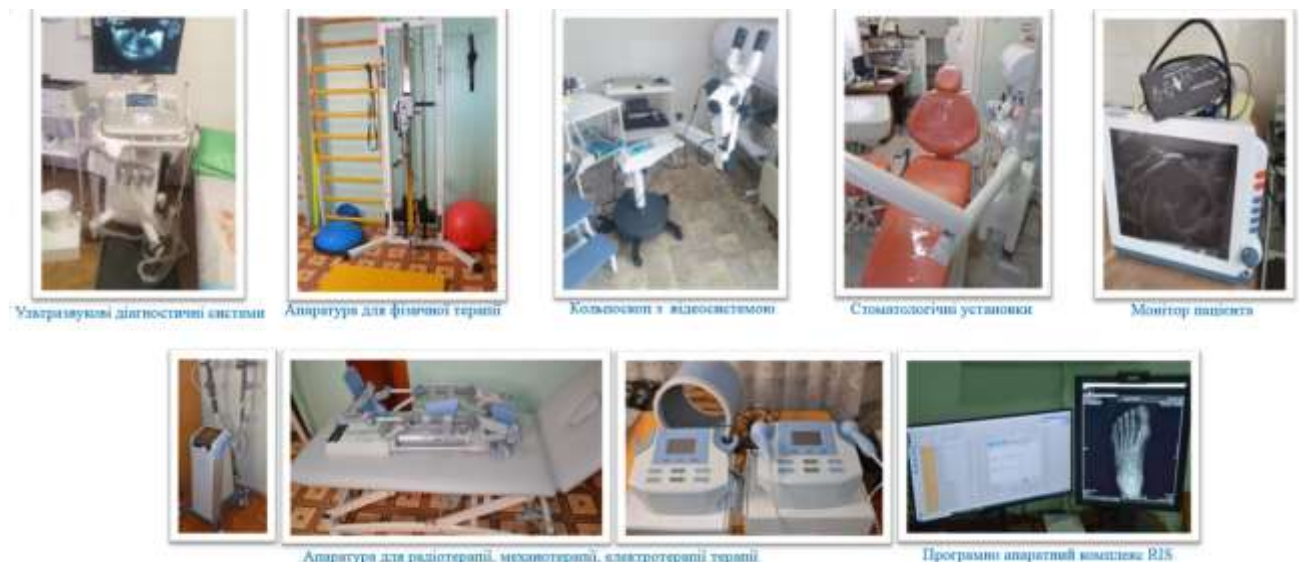 Ультразвукові діагностичні системи
Апаратура для фізичної терапії
Кольпоскоп з відеосистемою
Стоматологічні установки
Монітор пацієнта
Апаратура для радіотерапії, механотерапії, електротерапії терапії
Програмно апаратний комплекс RIS